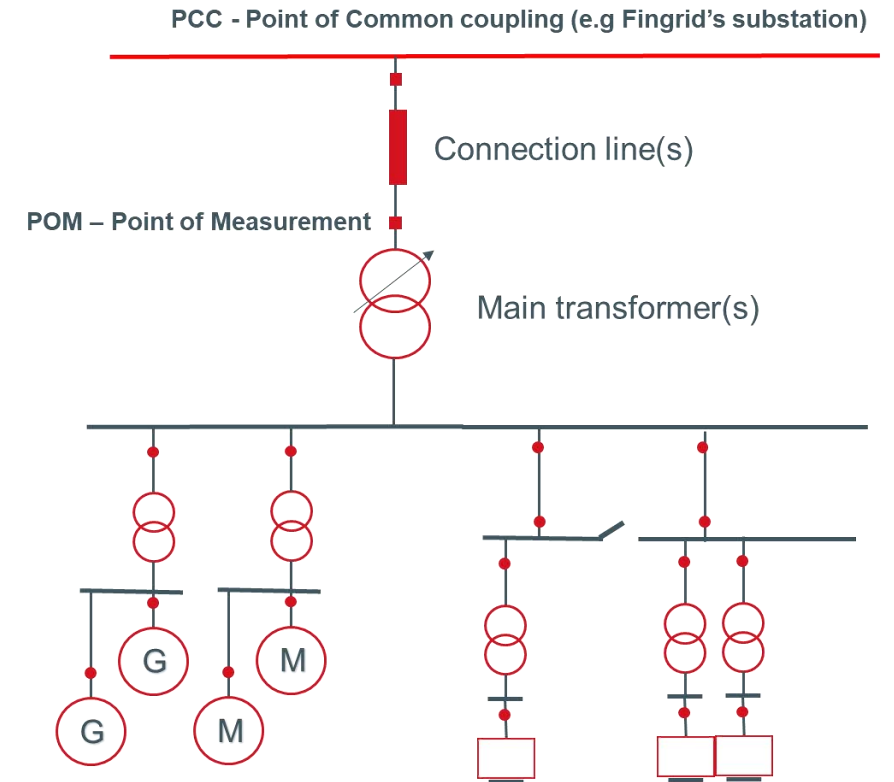 PCC - Point of Common coupling (e.g Fingrid's substation)
Connection line(s)
POM – Point of Measurement
Main transformer(s)
G
M
G
M